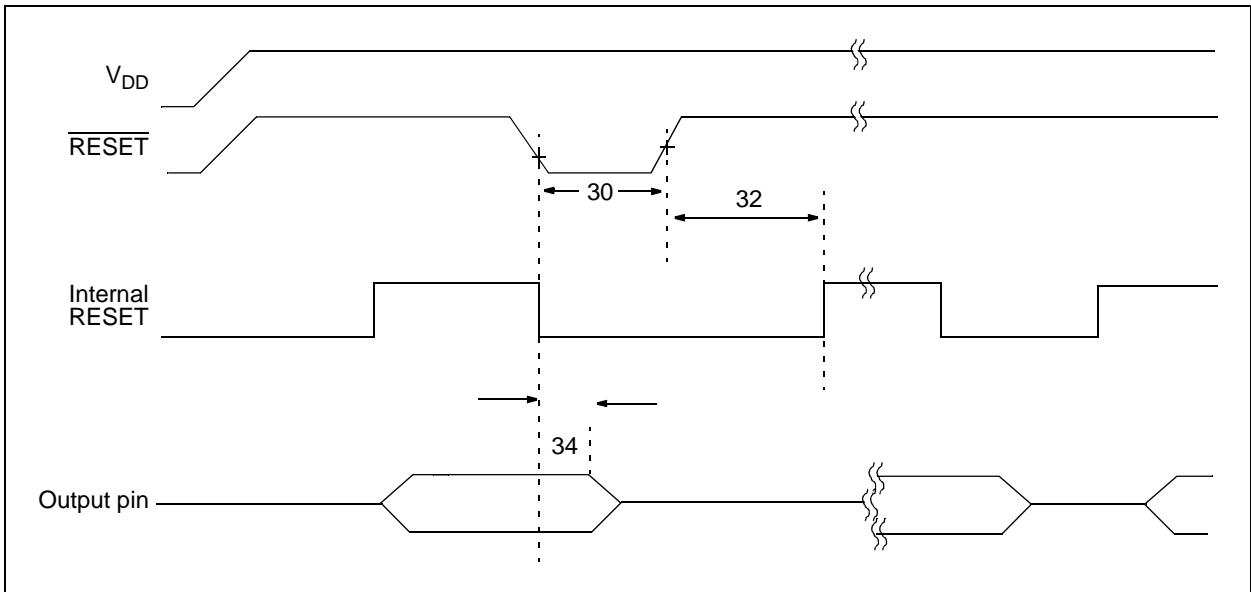 VDD
RESET
30
32
Internal
RESET
34
Output pin